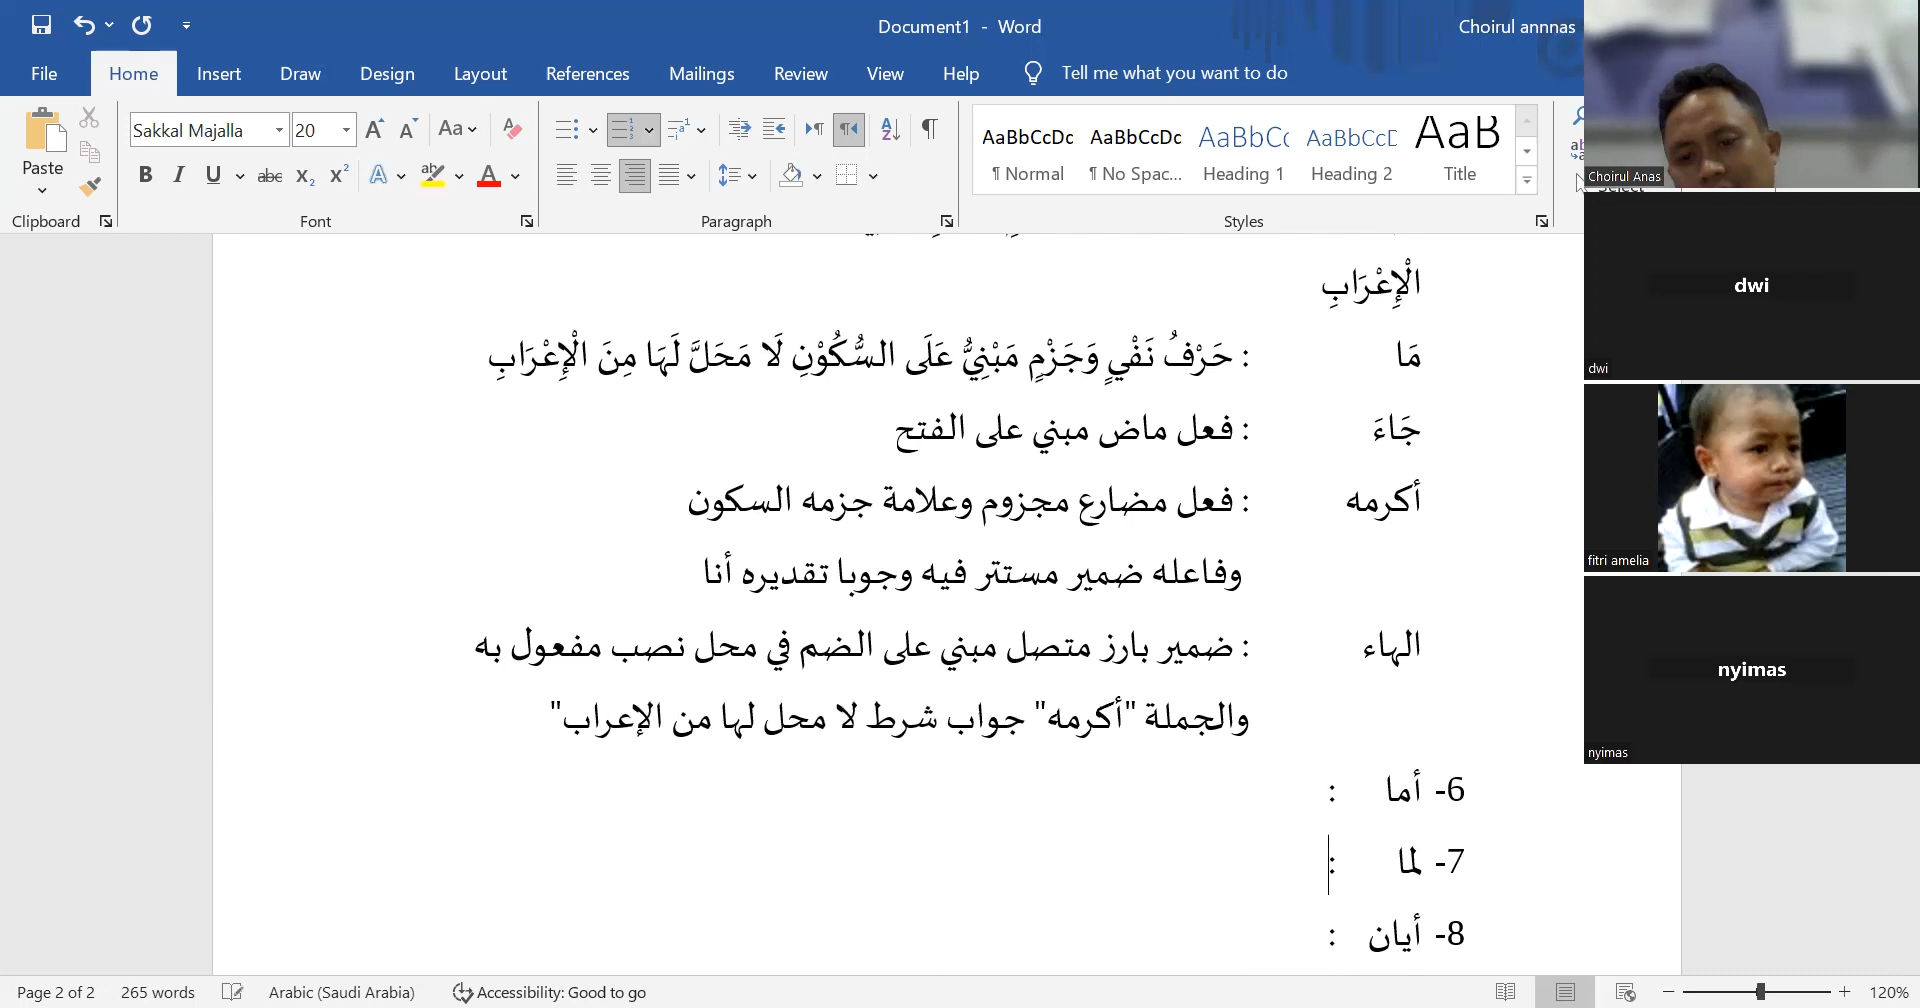 Document1 - Word
Choirul annnas
File Home Insert Draw Design Layout References Mailings Review View Help Tell me what you want to do
Paste
Sakkal Majalla 20
AaBbCcDc AaBbCcDc AaBbCc AaBbCcD AaB
¶ Normal ¶ No Spac... Heading 1 Heading 2 Title
Select
Clipboard Font Paragraph Styles
الْإِعْرَابِ
مَا : حَرْفُ نَفْيٍ وَجَزْمٍ مَبْنِيُّ عَلَى السُّكُوْنِ لَا مَحَلَّ لَهَا مِنَ الْإِعْرَابِ
جَاءَ : فعل ماض مبني على الفتح
أكرمه : فعل مضارع مجزوم وعلامة جزمه السكون
وفاعله ضمير مستتر فيه وجوبا تقديره أنا
الهاء : ضمير بارز متصل مبني على الضم في محل نصب مفعول به
والجملة "أكرمه" جواب شرط لا محل لها من الإعراب"
6- أما :
7- لما :
8- أيان :
Choirul Anas
dwi
dwi
fitri amelia
nyimas
nyimas
Page 2 of 2 265 words Arabic (Saudi Arabia) Accessibility: Good to go 120%